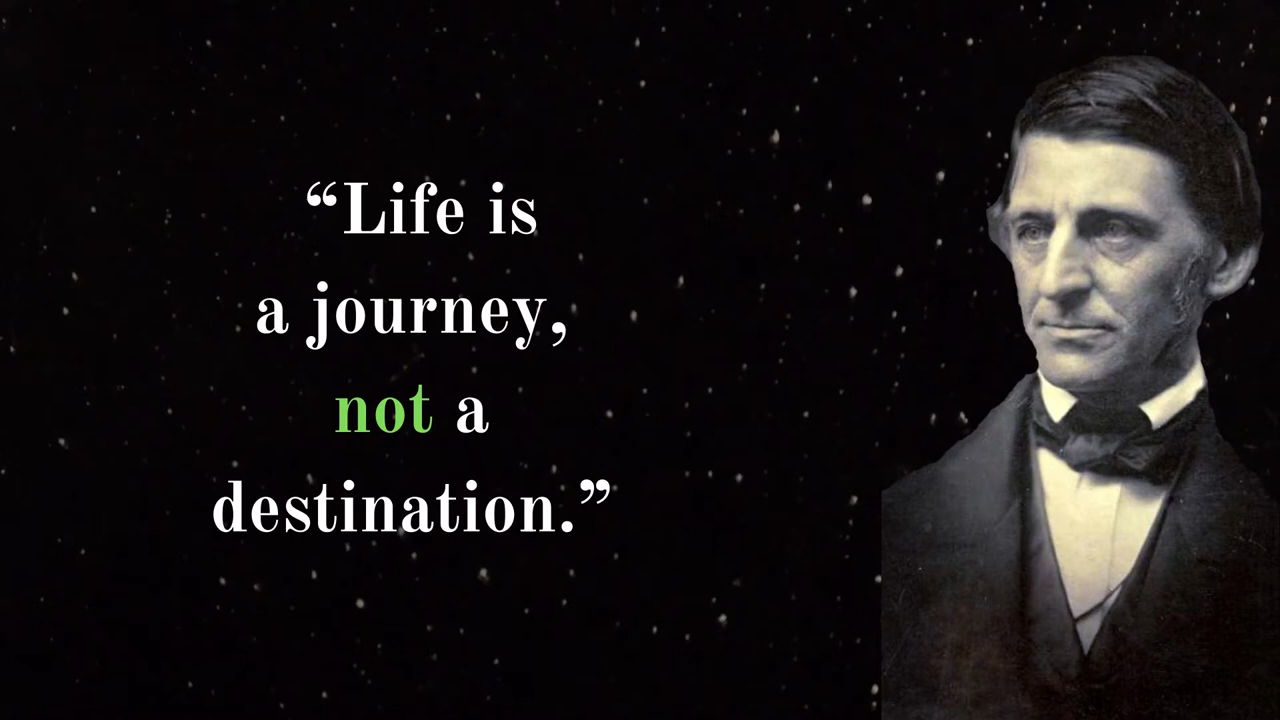 “Life is
a journey,
not a
destination.”